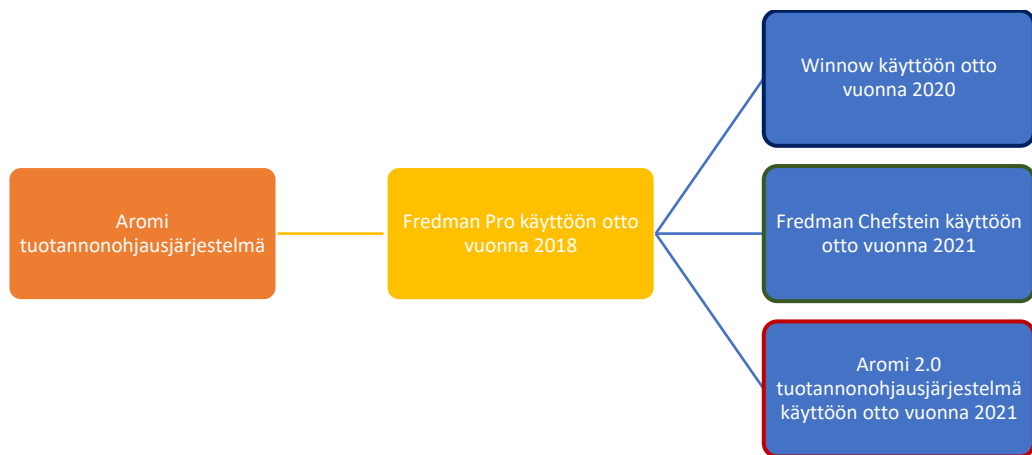 Aromi
tuotannonohjausjärjestelmä
Fredman Pro käyttöön otto
vuonna 2018
Winnow käyttöön otto
vuonna 2020
Fredman Chefstein käyttöön
otto vuonna 2021
Aromi 2.0
tuotannonohjausjärjestelmä
käyttöön otto vuonna 2021